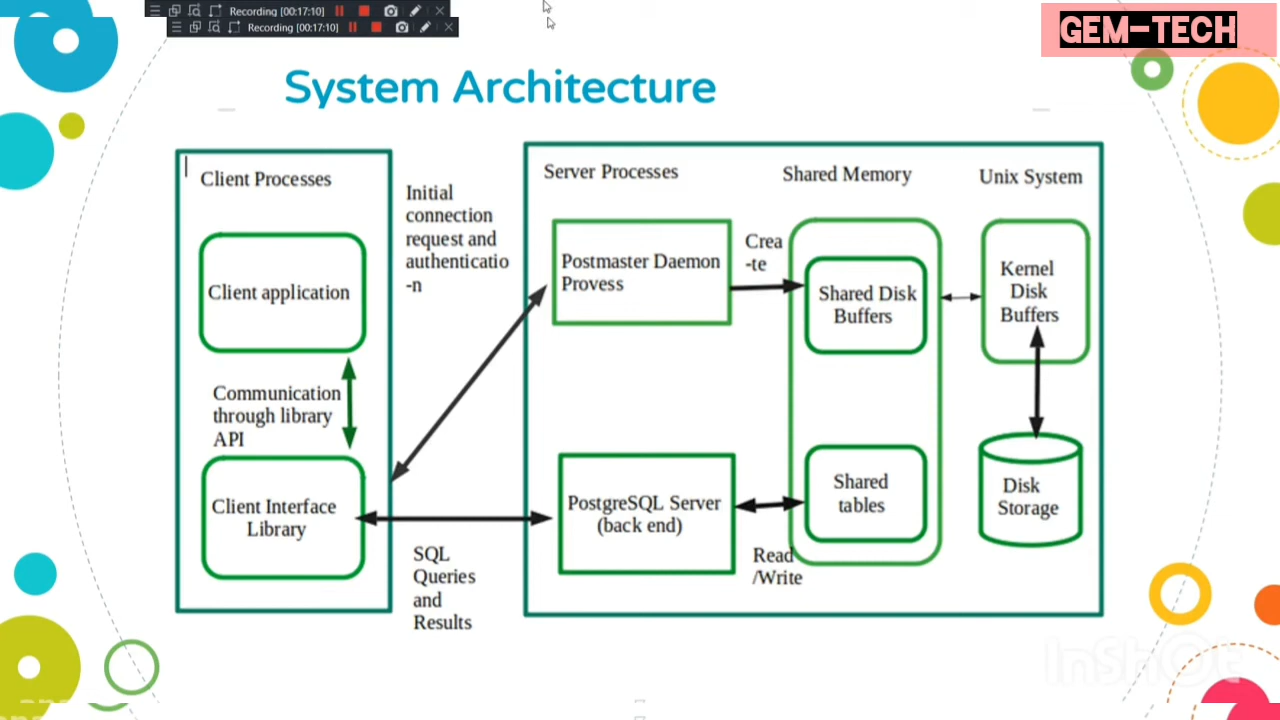 Recording [00:17:10]
Recording [00:17:10]
GEM-TECH
System Architecture
Client Processes
Client application
Communication
through library
API
Client Interface
Library
Initial
connection
request and
authenticatio
-n
SQL
Queries
and
Results
Server Processes
Postmaster Daemon
Provess
PostgreSQL Server
(back end)
Crea
-te
Read
/Write
Shared Memory
Shared Disk
Buffers
Shared
tables
Unix System
Kernel
Disk
Buffers
Disk
Storage
InShOt